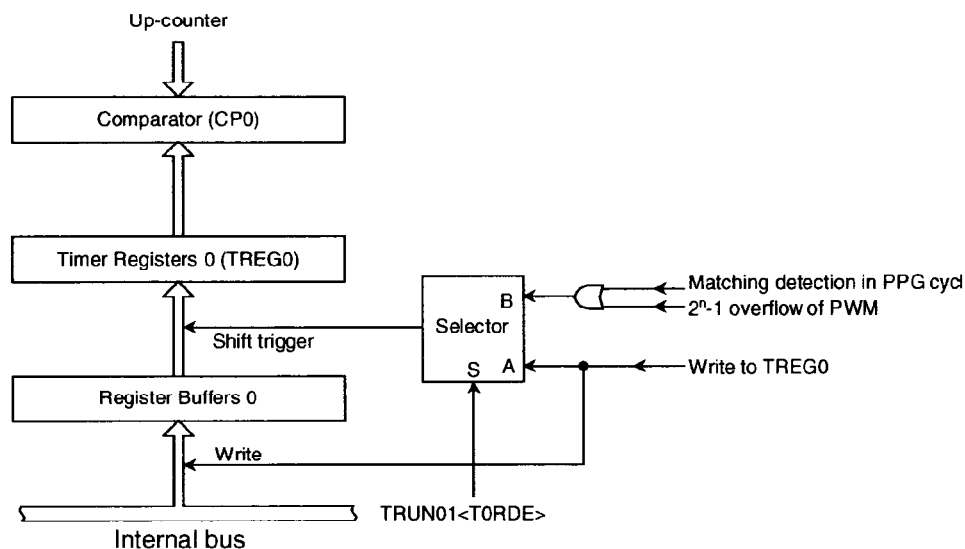 Up-counter
Comparator (CP0)
Timer Registers 0 (TREG0)
B
Matching detection in PPG cycl
2ⁿ-1 overflow of PWM
Selector
Shift trigger
S
A
Write to TREG0
Register Buffers 0
Write
TRUN01<T0RDE>
Internal bus